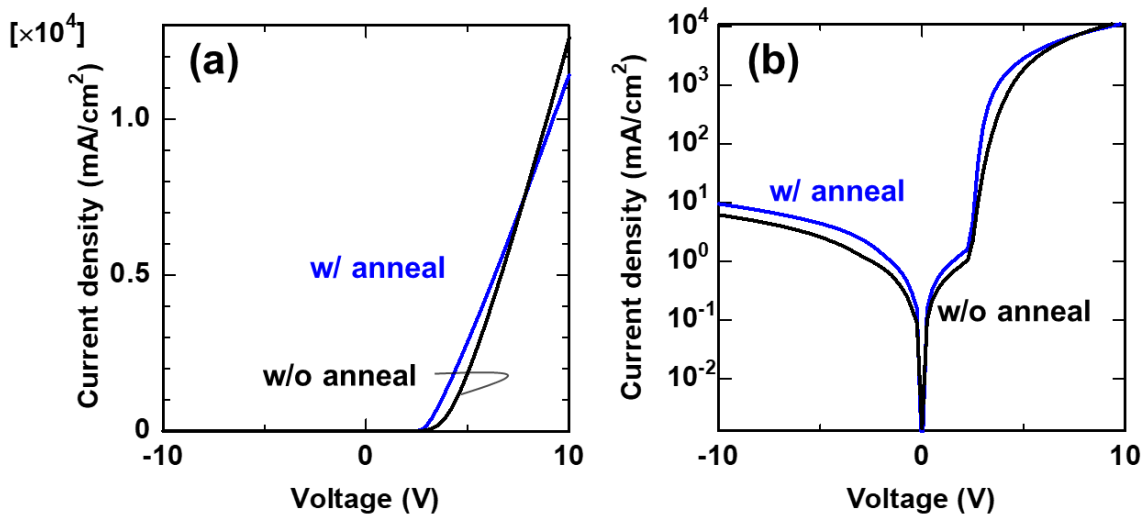 [×10⁴]
(a)
Current density (mA/cm²)
1.0
0.5
0
w/ anneal
w/o anneal
-10 0 10
Voltage (V)
(b)
Current density (mA/cm²)
10⁴
10³
10²
10¹
10⁰
10⁻¹
10⁻²
w/ anneal
w/o anneal
-10 0 10
Voltage (V)